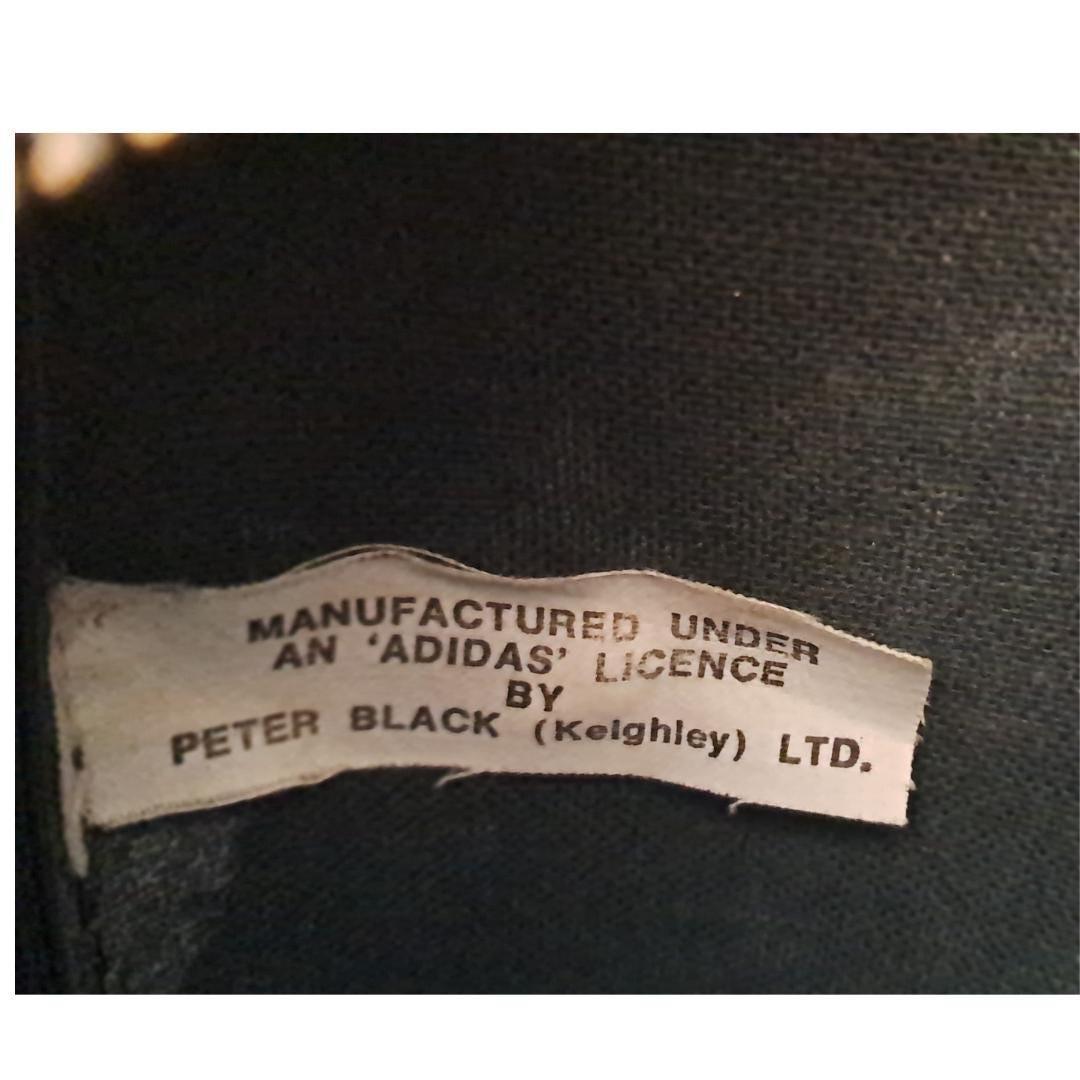 MANUFACTURED UNDER
AN ‘ADIDAS’ LICENCE
BY
PETER BLACK (Keighley) LTD.